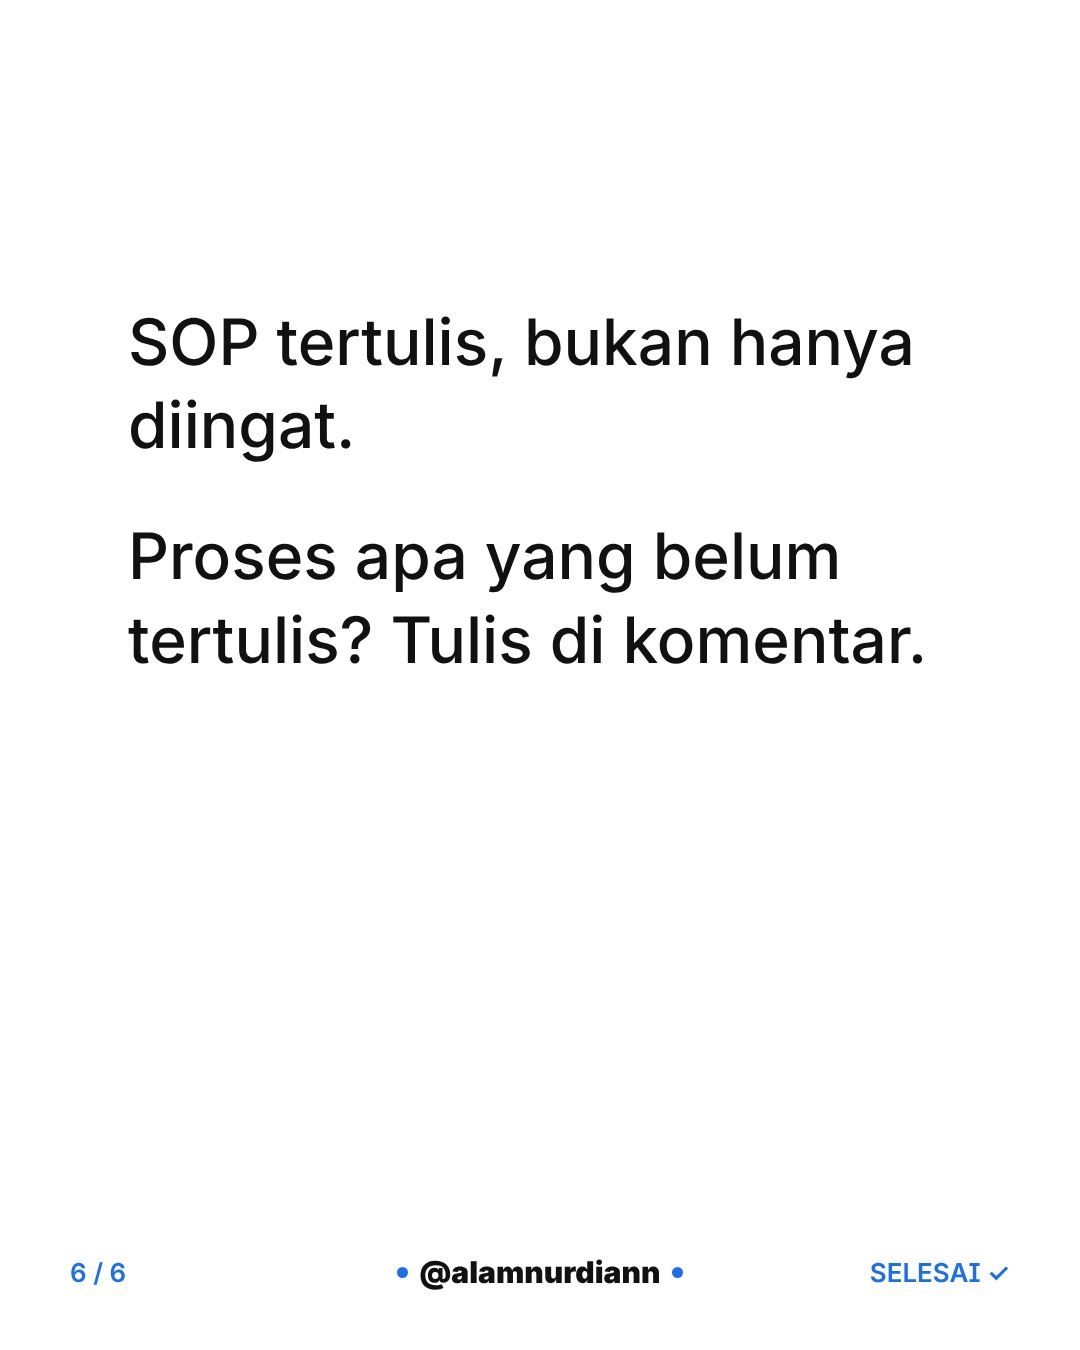 SOP tertulis, bukan hanya
diingat.
Proses apa yang belum
tertulis? Tulis di komentar.
6 / 6
• @alamnurdiann •
SELESAI ✓